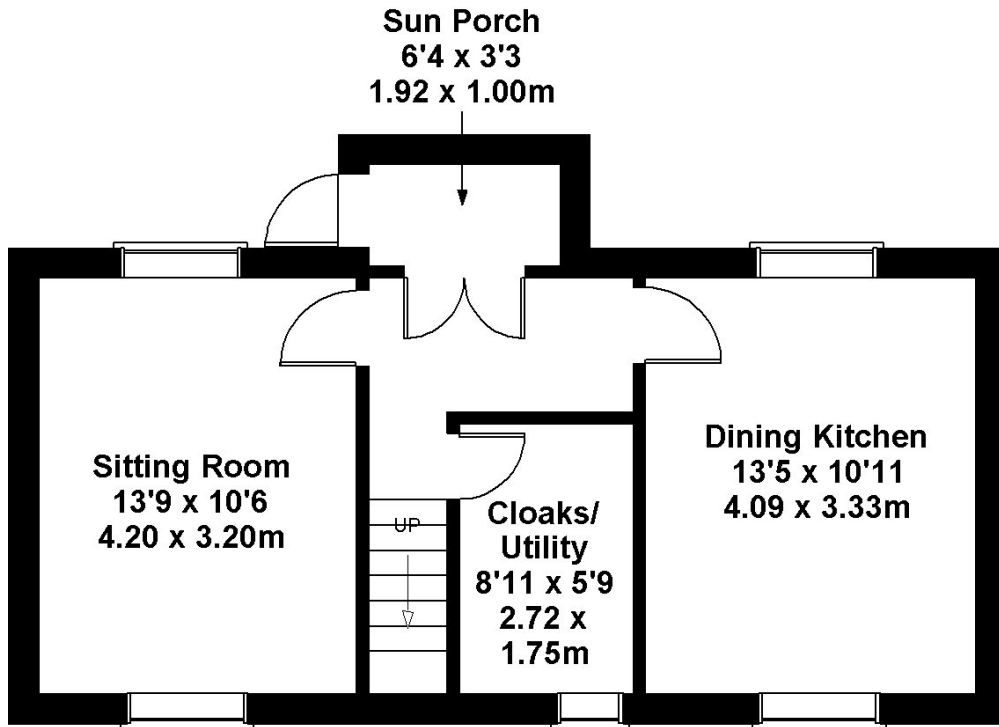 Sun Porch
6'4 x 3'3
1.92 x 1.00m
Sitting Room
13'9 x 10'6
4.20 x 3.20m
UP
Cloaks/
Utility
8'11 x 5'9
2.72 x
1.75m
Dining Kitchen
13'5 x 10'11
4.09 x 3.33m